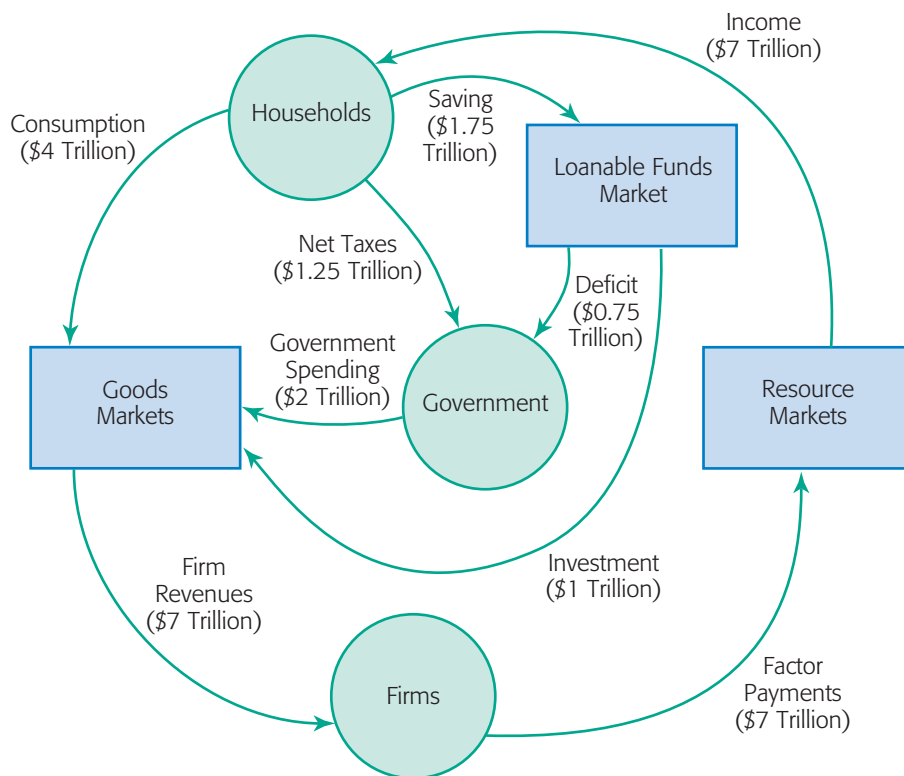 Income
($7 Trillion)
Households
Saving
($1.75
Trillion)
Consumption
($4 Trillion)
Loanable Funds
Market
Net Taxes
($1.25 Trillion)
Deficit
($0.75
Trillion)
Government
Spending
($2 Trillion)
Goods
Markets
Government
Resource
Markets
Firm
Revenues
($7 Trillion)
Investment
($1 Trillion)
Firms
Factor
Payments
($7 Trillion)